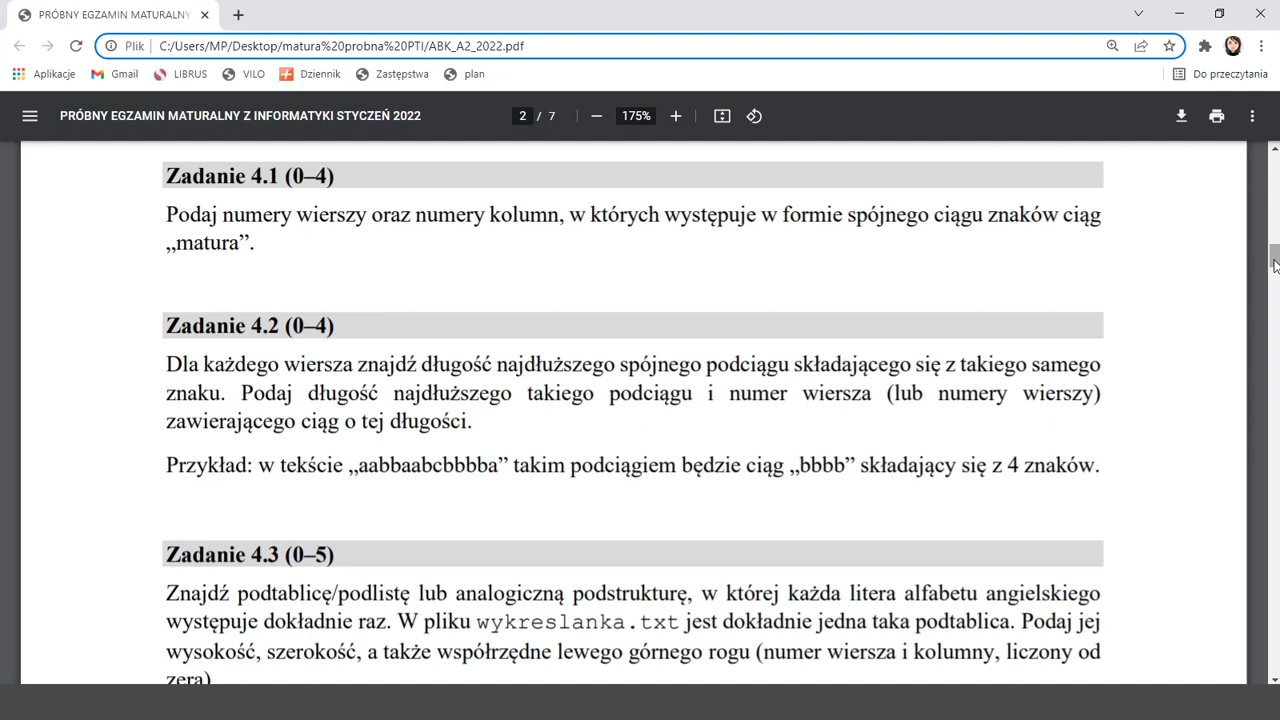 PRÓBNY EGZAMIN MATURALNY
Plik C:/Users/MP/Desktop/matura%20probna%20PTI/ABK_A2_2022.pdf
Aplikacje Gmail LIBRUS VILO Dziennik Zastępstwa plan Do przeczytania
PRÓBNY EGZAMIN MATURALNY Z INFORMATYKI STYCZEŃ 2022 2 / 7 175%
Zadanie 4.1 (0–4)
Podaj numery wierszy oraz numery kolumn, w których występuje w formie spójnego ciągu znaków ciąg
„matura”.
Zadanie 4.2 (0–4)
Dla każdego wiersza znajdź długość najdłuższego spójnego podciągu składającego się z takiego samego
znaku. Podaj długość najdłuższego takiego podciągu i numer wiersza (lub numery wierszy)
zawierającego ciąg o tej długości.
Przykład: w tekście „aabbaabcbbbba” takim podciągiem będzie ciąg „bbbb” składający się z 4 znaków.
Zadanie 4.3 (0–5)
Znajdź podtablicę/podlistę lub analogiczną podstrukturę, w której każda litera alfabetu angielskiego
występuje dokładnie raz. W pliku wykreslanka.txt jest dokładnie jedna taka podtablica. Podaj jej
wysokość, szerokość, a także współrzędne lewego górnego rogu (numer wiersza i kolumny, liczony od
zera)